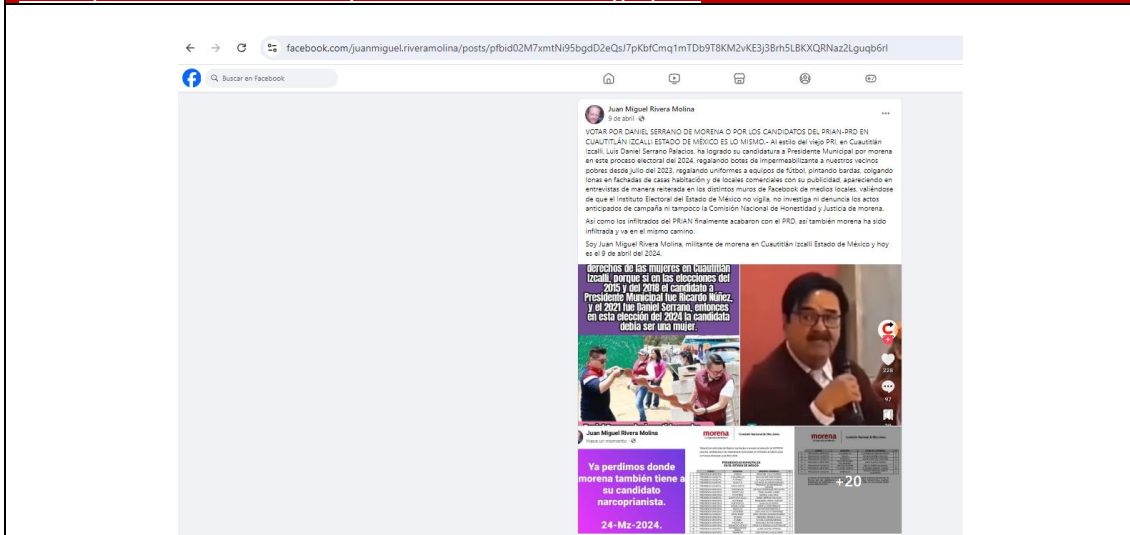 facebook.com/juanmiguel.riveramolina/posts/pfbid02M7xmtNi95bgdD2eQsJ7pKbfCmq1mTDb9T8KM2vKE3j3Brh5LBKXQRNaz2Lguqb6rl
Buscar en Facebook
Juan Miguel Rivera Molina
9 de abril
VOTAR POR DANIEL SERRANO DE MORENA O POR LOS CANDIDATOS DEL PRIAN-PRD EN
CUAUTITLÁN IZCALLI ESTADO DE MÉXICO ES LO MISMO.- Al estilo del viejo PRI, en Cuautitlán
Izcalli, Luis Daniel Serrano Palacios, ha logrado su candidatura a Presidente Municipal por morena
en este proceso electoral del 2024, regalando botes de impermeabilizante a nuestros vecinos
pobres desde julio del 2023, regalando uniformes a equipos de fútbol, pintando bardas, colgando
lonas en fachadas de casas habitación y de locales comerciales con su publicidad, apareciendo en
entrevistas de manera reiterada en los distintos muros de Facebook de medios locales, valiéndose
de que el Instituto Electoral del Estado de México no vigila, no investiga ni denuncia los actos
anticipados de campaña ni tampoco la Comisión Nacional de Honestidad y Justicia de morena.
Así como los infiltrados del PRIAN finalmente acabaron con el PRD, así también morena ha sido
infiltrada y va en el mismo camino.
Soy Juan Miguel Rivera Molina, militante de morena en Cuautitlán Izcalli Estado de México y hoy
es el 9 de abril del 2024.
derechos de las mujeres en Cuautitlán
Izcalli, porque si en las elecciones del
2015 y del 2018 el candidato a
Presidente Municipal fue Ricardo Núñez,
y el 2021 fue Daniel Serrano, entonces
en esta elección del 2024 la candidata
debía ser una mujer.
228
97
Juan Miguel Rivera Molina
Hace un momento
Ya perdimos donde
morena también tiene a
su candidato
narcoprianista.
24-Mz-2024.
morena
morena
+20